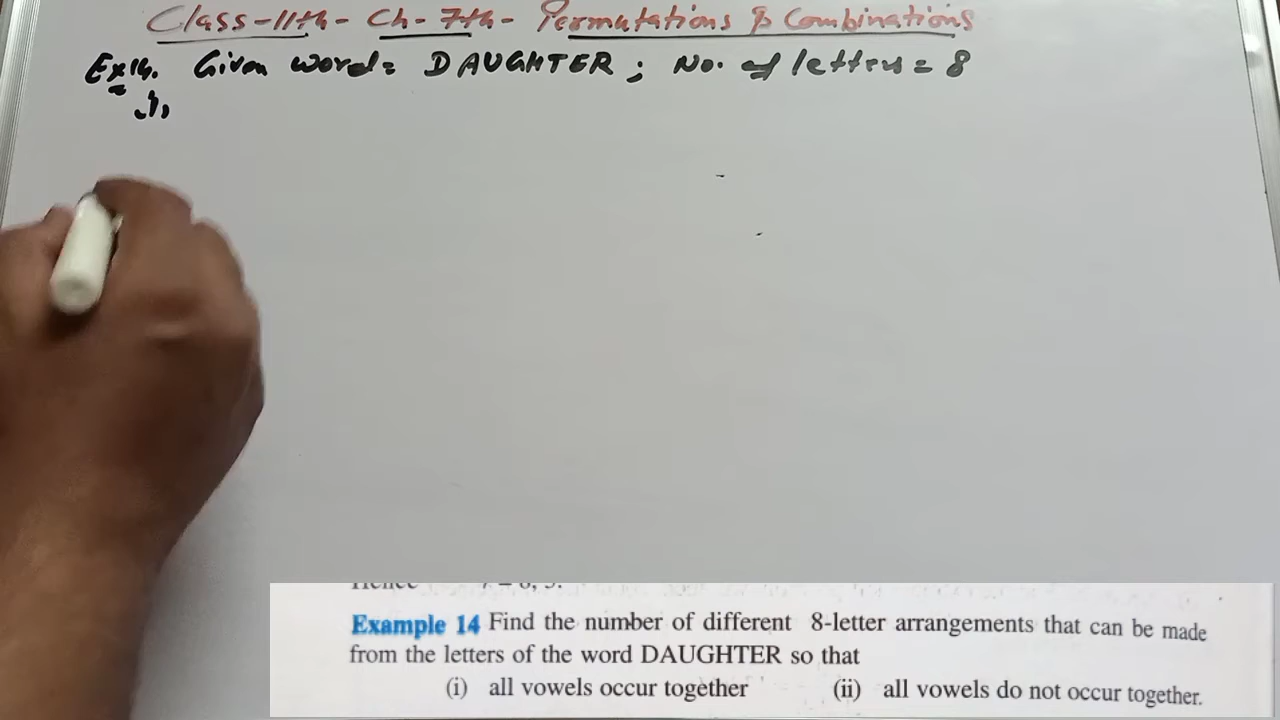 Class-11th- Ch- 7th- Permutations & Combinations
Ex14. Given word= DAUGHTER ; No. of letters = 8
Example 14 Find the number of different 8-letter arrangements that can be made
from the letters of the word DAUGHTER so that
(i) all vowels occur together (ii) all vowels do not occur together.